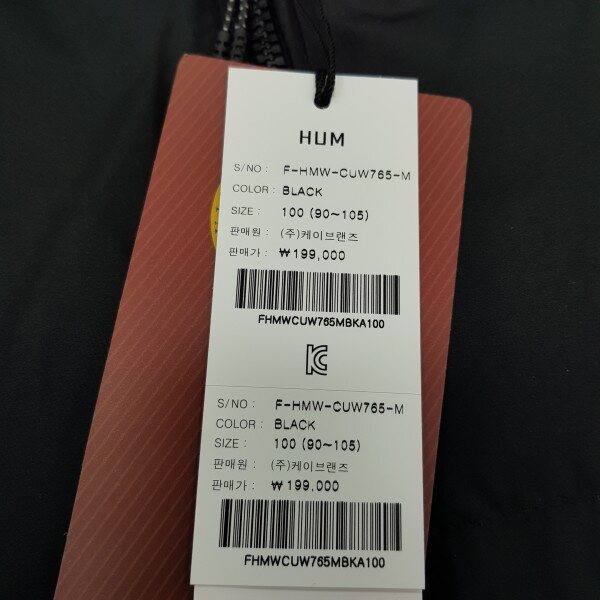 HUM
S/NO : F-HMW-CUW765-M
COLOR : BLACK
SIZE : 100 (90~105)
판매원 : (주)케이브랜즈
판매가 : ₩199,000
FHMWCUW765MBKA100
S/NO : F-HMW-CUW765-M
COLOR : BLACK
SIZE : 100 (90~105)
판매원 : (주)케이브랜즈
판매가 : ₩199,000
FHMWCUW765MBKA100